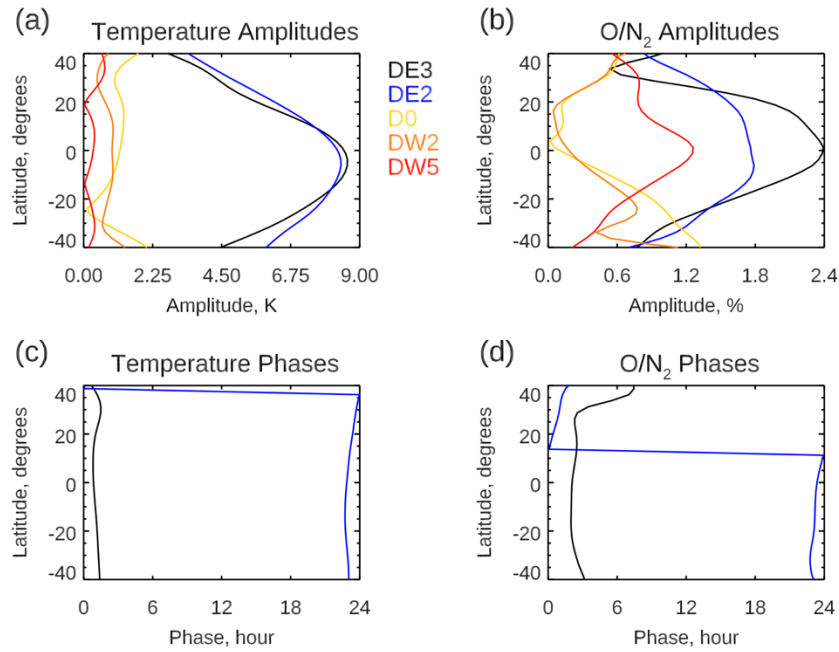 (a) Temperature Amplitudes
40
20
0
-20
-40
Latitude, degrees
0.00 2.25 4.50 6.75 9.00
Amplitude, K
DE3
DE2
D0
DW2
DW5
(b) O/N2 Amplitudes
40
20
0
-20
-40
Latitude, degrees
0.0 0.6 1.2 1.8 2.4
Amplitude, %
(c) Temperature Phases
40
20
0
-20
-40
Latitude, degrees
0 6 12 18 24
Phase, hour
(d) O/N2 Phases
40
20
0
-20
-40
Latitude, degrees
0 6 12 18 24
Phase, hour